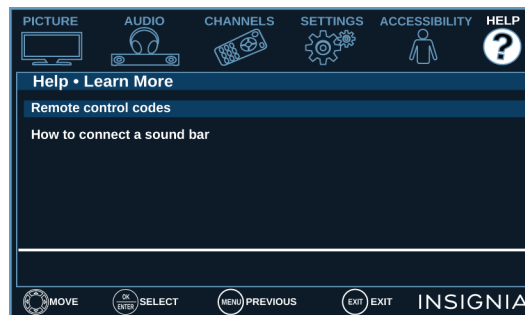 PICTURE AUDIO CHANNELS SETTINGS ACCESSIBILITY HELP
?
Help • Learn More
Remote control codes
How to connect a sound bar
MOVE OK ENTER SELECT MENU PREVIOUS EXIT EXIT INSIGNIA